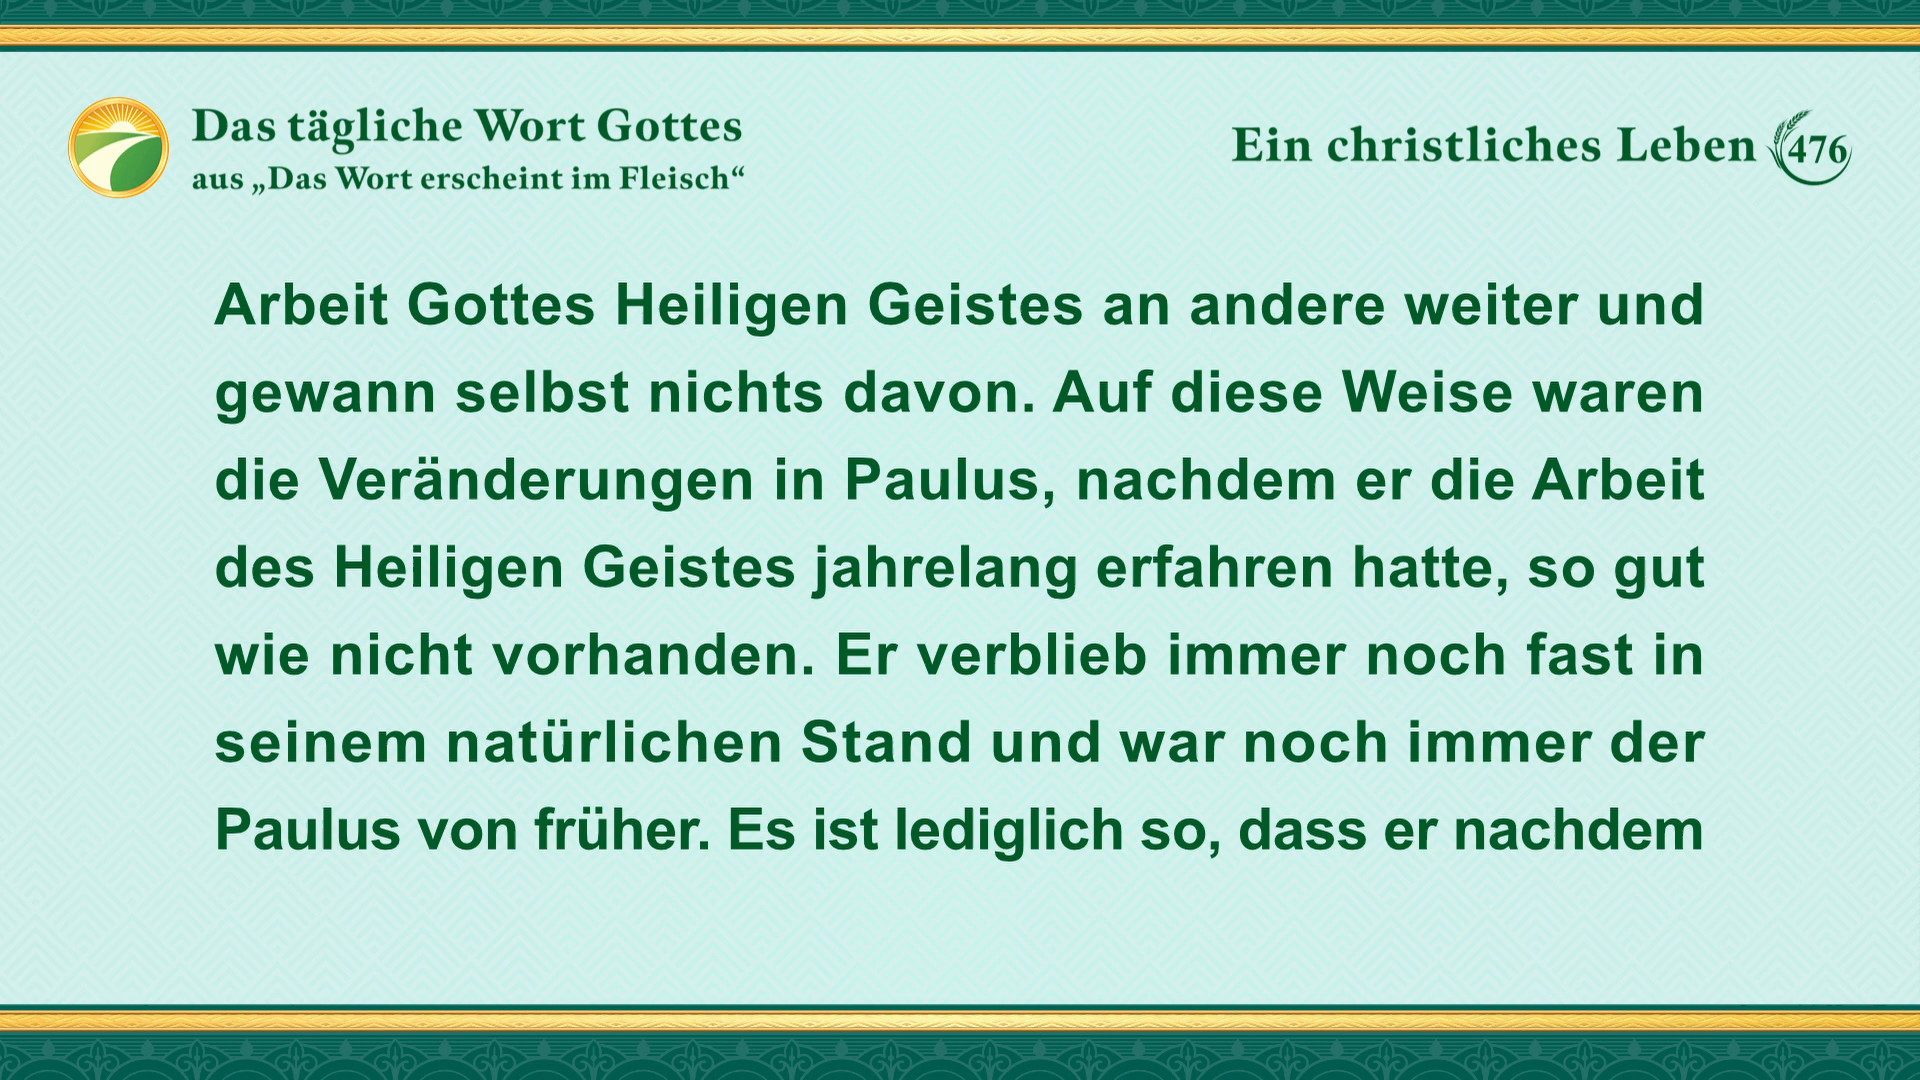 Das tägliche Wort Gottes
aus „Das Wort erscheint im Fleisch“
Ein christliches Leben 476
Arbeit Gottes Heiligen Geistes an andere weiter und
gewann selbst nichts davon. Auf diese Weise waren
die Veränderungen in Paulus, nachdem er die Arbeit
des Heiligen Geistes jahrelang erfahren hatte, so gut
wie nicht vorhanden. Er verblieb immer noch fast in
seinem natürlichen Stand und war noch immer der
Paulus von früher. Es ist lediglich so, dass er nachdem